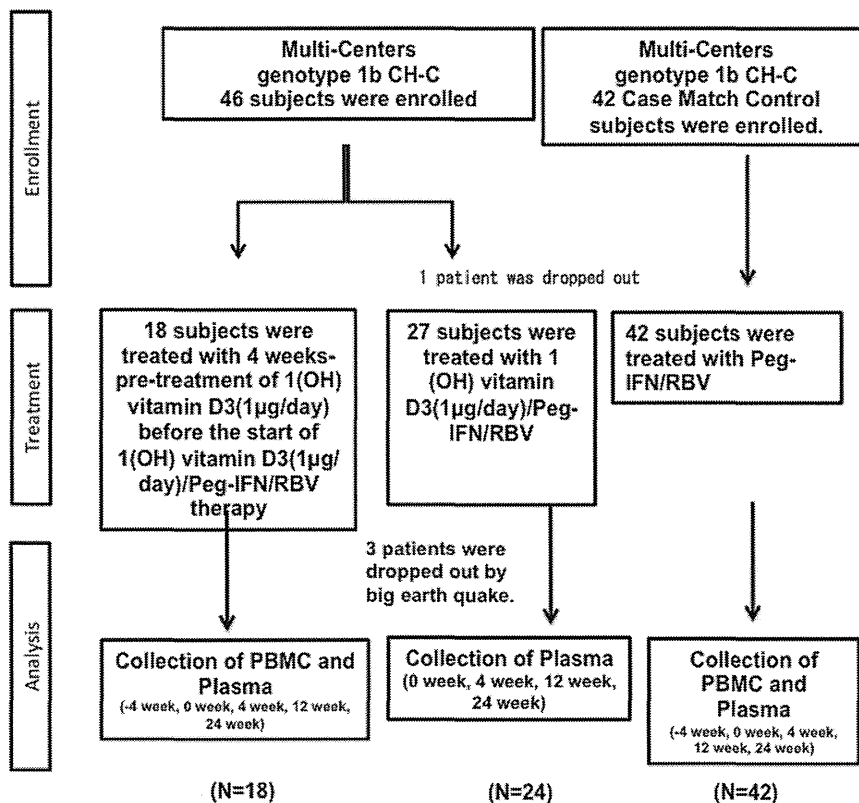 Enrollment
Multi-Centers
genotype 1b CH-C
46 subjects were enrolled
Multi-Centers
genotype 1b CH-C
42 Case Match Control
subjects were enrolled.
1 patient was dropped out
Treatment
18 subjects were
treated with 4 weeks-
pre-treatment of 1(OH)
vitamin D3(1μg/day)
before the start of
1(OH) vitamin D3(1μg/
day)/Peg-IFN/RBV
therapy
27 subjects were
treated with 1
(OH) vitamin
D3(1μg/day)/Peg-
IFN/RBV
42 subjects were
treated with Peg-
IFN/RBV
3 patients were
dropped out by
big earth quake.
Analysis
Collection of PBMC and
Plasma
(-4 week, 0 week, 4 week, 12 week,
24 week)
Collection of Plasma
(0 week, 4 week, 12 week,
24 week)
Collection of
PBMC and
Plasma
(-4 week, 0 week, 4 week,
12 week, 24 week)
(N=18)
(N=24)
(N=42)